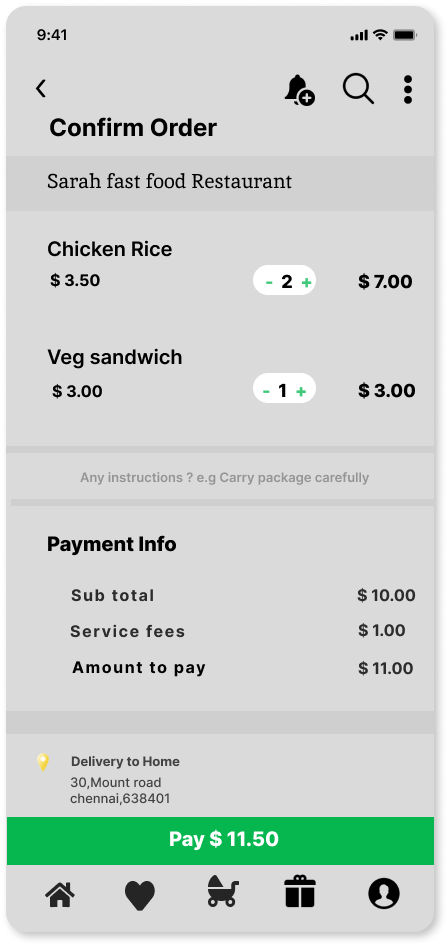 9:41
Confirm Order
Sarah fast food Restaurant
Chicken Rice
$ 3.50 - 2 + $ 7.00
Veg sandwich
$ 3.00 - 1 + $ 3.00
Any instructions ? e.g Carry package carefully
Payment Info
Sub total $ 10.00
Service fees $ 1.00
Amount to pay $ 11.00
Delivery to Home
30,Mount road
chennai,638401
Pay $ 11.50